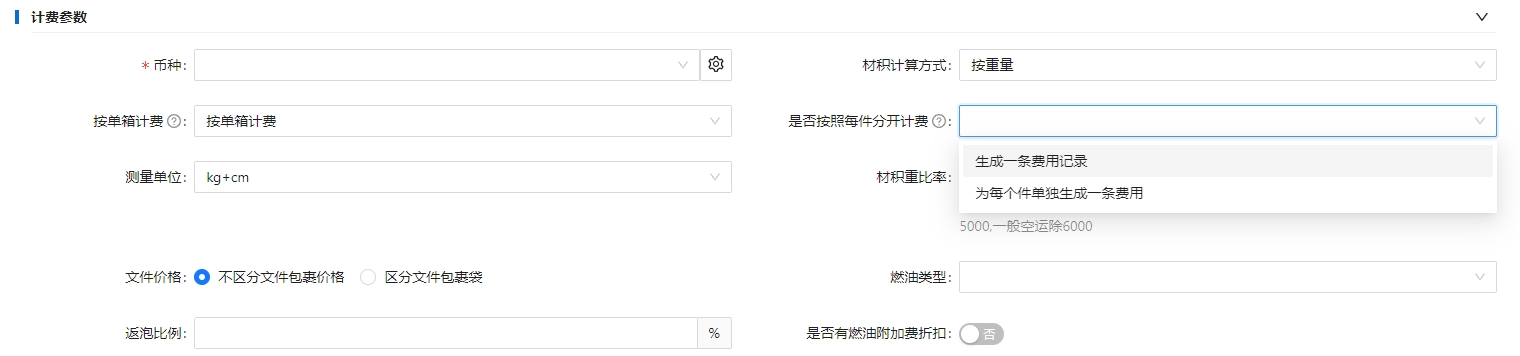 计费参数
* 币种:
材积计算方式: 按重量
按单箱计费 ? : 按单箱计费
是否按照每件分开计费 ? :
生成一条费用记录
为每个件单独生成一条费用
测量单位: kg+cm
材积重比率:
5000,一般空运除6000
文件价格: 不区分文件包裹价格 区分文件包裹袋
燃油类型:
返泡比例: %
是否有燃油附加费折扣: 否